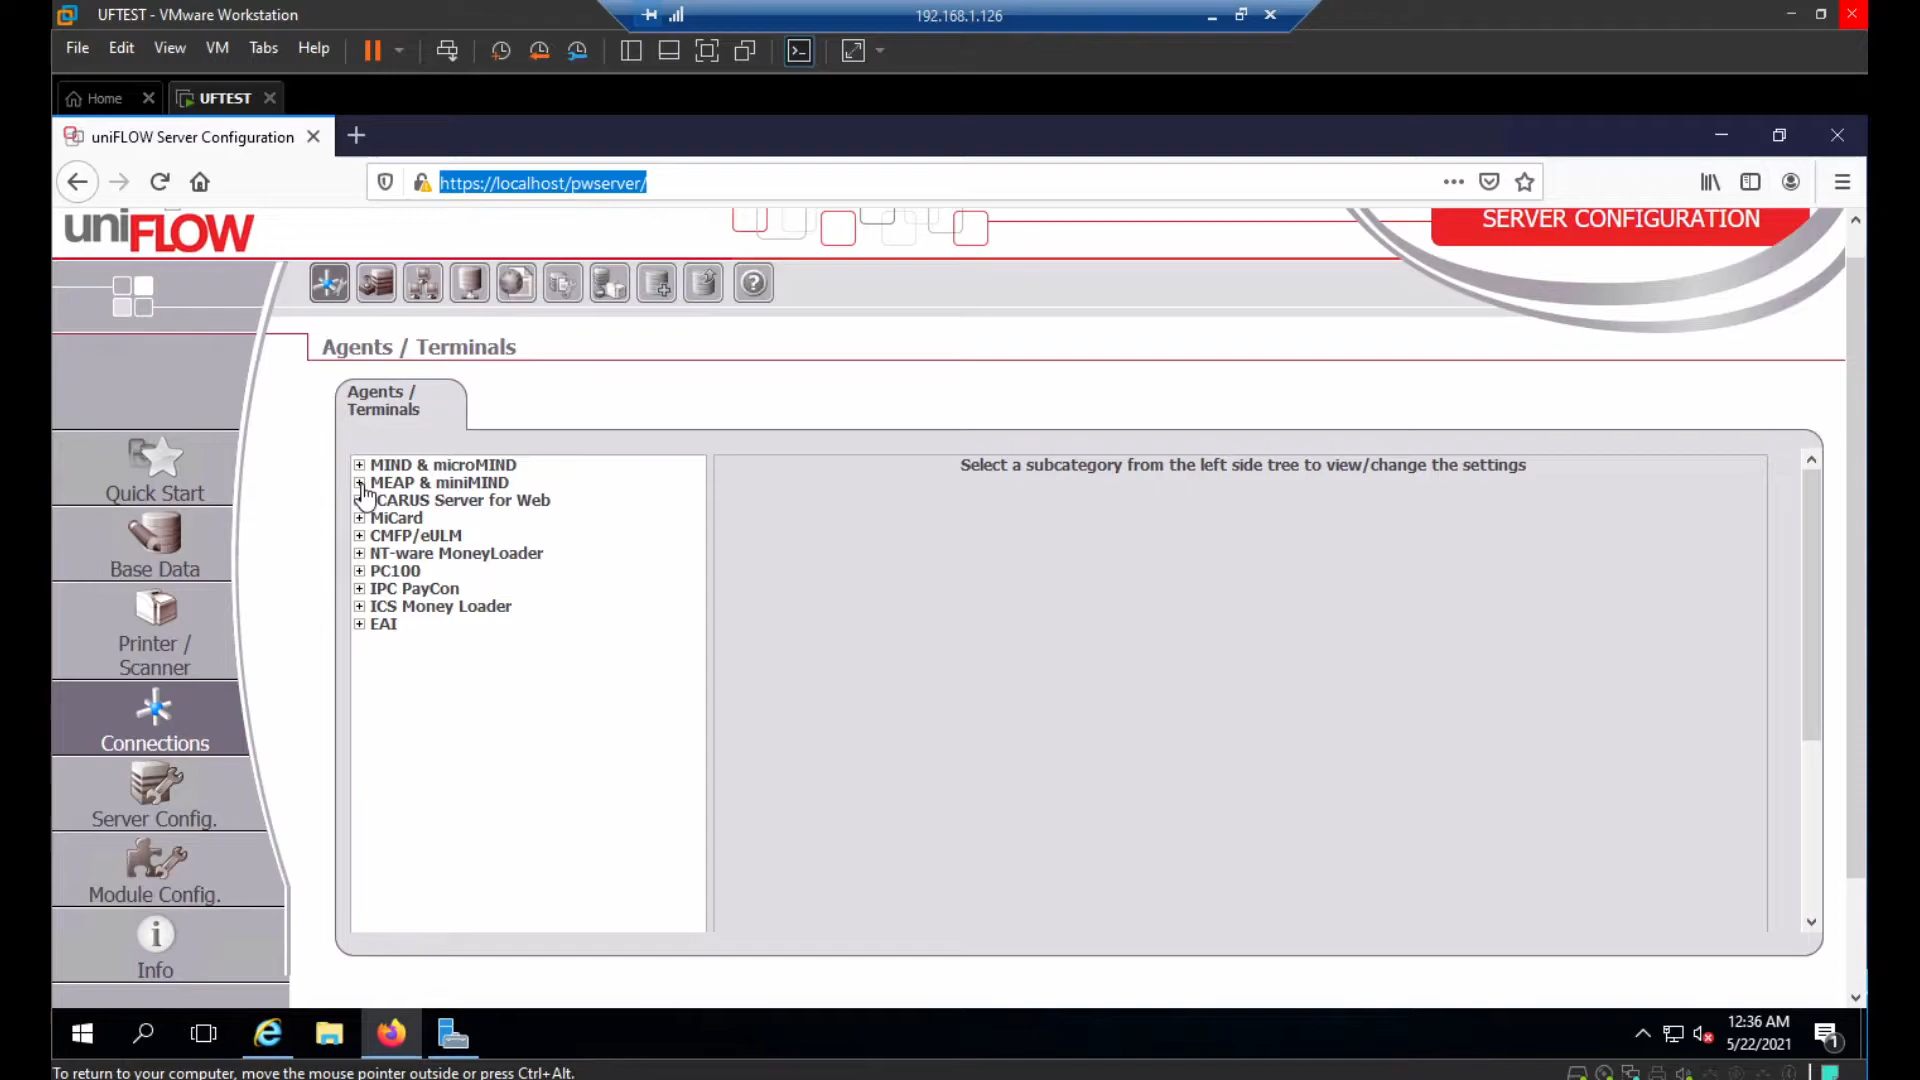 UFTEST - VMware Workstation
192.168.1.126
File Edit View VM Tabs Help
Home
UFTEST
uniFLOW Server Configuration
https://localhost/pwserver/
uniFLOW
SERVER CONFIGURATION
Agents / Terminals
Agents /
Terminals
MIND & microMIND
MEAP & miniMIND
CARUS Server for Web
MiCard
CMFP/eULM
NT-ware MoneyLoader
PC100
IPC PayCon
ICS Money Loader
EAI
Select a subcategory from the left side tree to view/change the settings
Quick Start
Base Data
Printer /
Scanner
Connections
Server Config.
Module Config.
Info
12:36 AM
5/22/2021
1
To return to your computer, move the mouse pointer outside or press Ctrl+Alt.